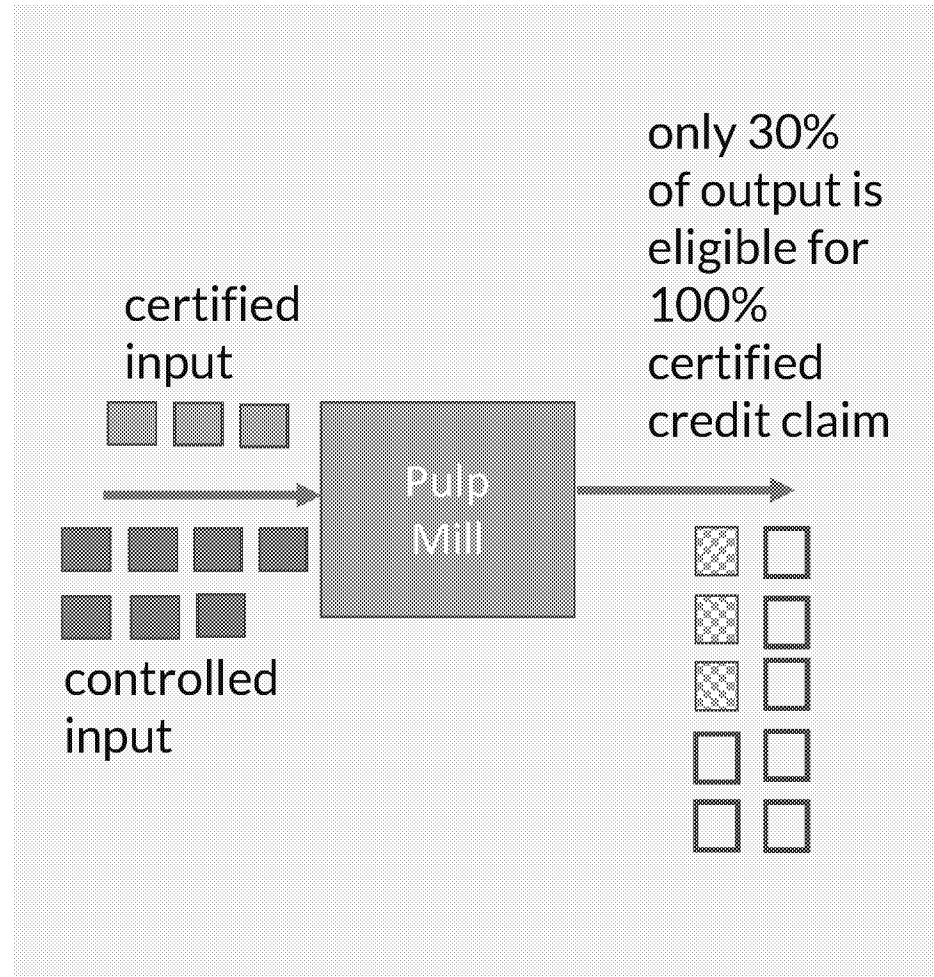 only 30%
of output is
eligible for
100%
certified
credit claim
certified
input
Pulp
Mill
controlled
input